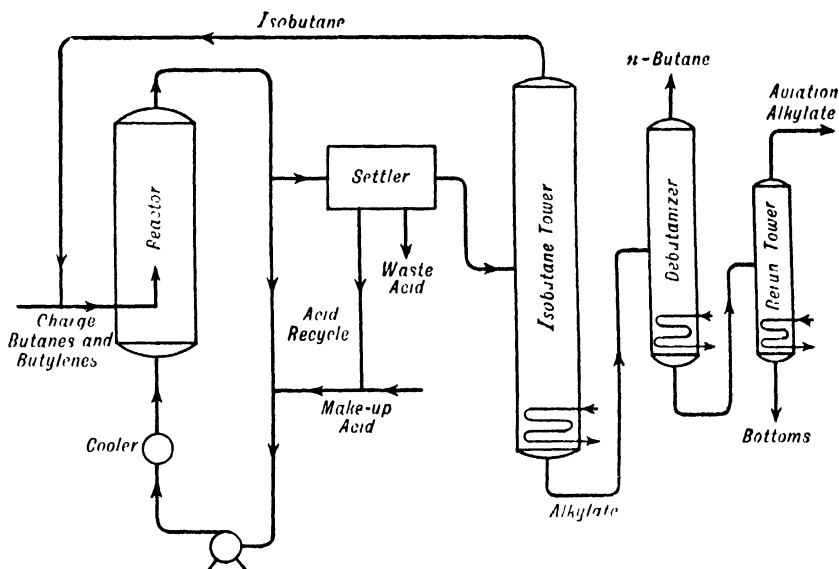 Isobutane
n-Butane
Aviation
Alkylate
Reactor
Settler
Isobutane Tower
Debutanizer
Rerun Tower
Waste
Acid
Charge
Butanes and
Butylenes
Acid
Recycle
Make-up
Acid
Cooler
Alkylate
Bottoms